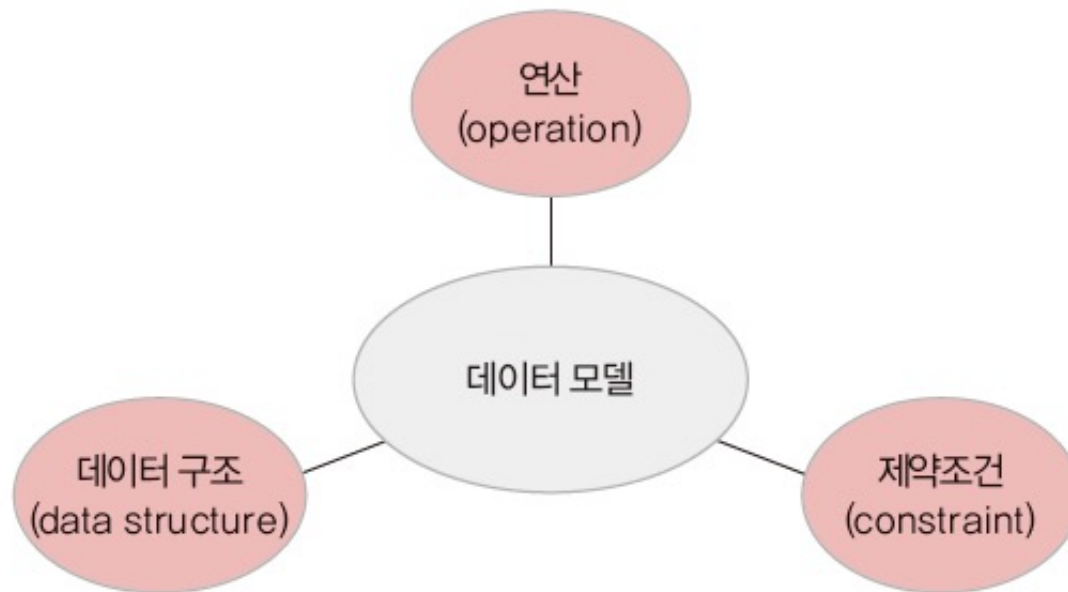 연산
(operation)
데이터 모델
데이터 구조
(data structure)
제약조건
(constraint)